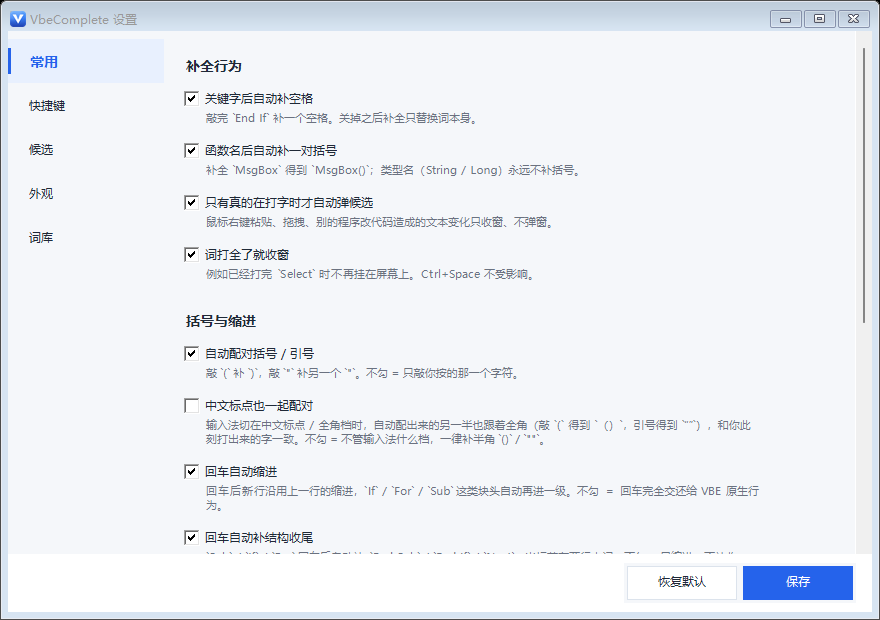 VbeComplete 设置
常用
快捷键
候选
外观
词库
补全行为
关键字后自动补空格
敲完 `End If` 补一个空格。关掉之后补全只替换词本身。
函数名后自动补一对括号
补全 `MsgBox` 得到 `MsgBox()`；类型名（String / Long）永远不补括号。
只有真的在打字时才自动弹候选
鼠标右键粘贴、拖拽、别的程序改代码造成的文本变化只收窗、不弹窗。
词打全了就收窗
例如已经打完 `Select` 时不再挂在屏幕上。Ctrl+Space 不受影响。
括号与缩进
自动配对括号 / 引号
敲 `(` 补 `)`，敲 `"` 补另一个 `"`。不勾 = 只敲你按的那一个字符。
中文标点也一起配对
输入法切在中文标点 / 全角档时，自动配出来的另一半也跟着全角（敲 `(` 得到 `（）`，引号得到 `""`），和你此
刻打出来的字一致。不勾 = 不管输入法什么档，一律补半角 `()` / `""`。
回车自动缩进
回车后新行沿用上一行的缩进，`If` / `For` / `Sub` 这类块头自动再进一级。不勾 = 回车完全交还给 VBE 原生行
为。
回车自动补结构收尾
恢复默认
保存